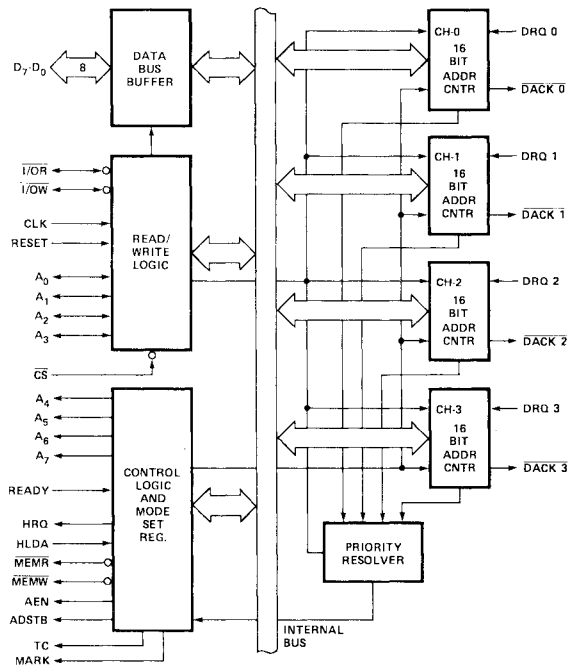 D7-D0
8
DATA
BUS
BUFFER
I/OR
I/OW
CLK
RESET
A0
A1
A2
A3
CS
READ/
WRITE
LOGIC
A4
A5
A6
A7
READY
HRQ
HLDA
MEMR
MEMW
AEN
ADSTB
TC
MARK
CONTROL
LOGIC
AND
MODE
SET
REG.
INTERNAL
BUS
CH-0
16
BIT
ADDR
CNTR
DRQ 0
DACK 0
CH-1
16
BIT
ADDR
CNTR
DRQ 1
DACK 1
CH-2
16
BIT
ADDR
CNTR
DRQ 2
DACK 2
CH-3
16
BIT
ADDR
CNTR
DRQ 3
DACK 3
PRIORITY
RESOLVER